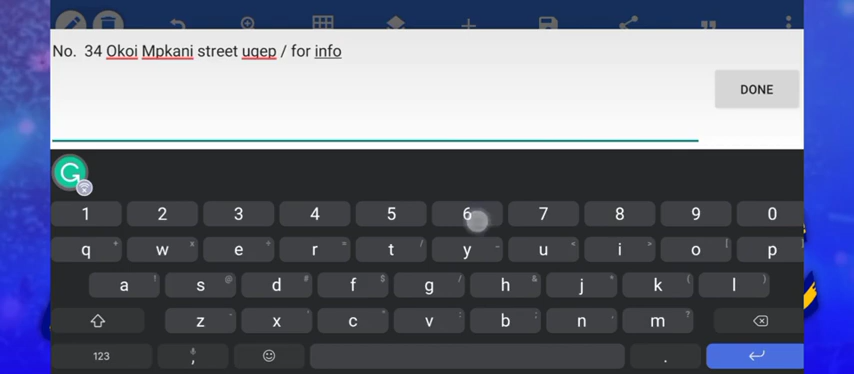 No. 34 Okoi Mpkani street ugep / for info
DONE
1 2 3 4 5 6 7 8 9 0
q w e r t y u i o p
a s d f g h j k l
z x c v b n m
123 , .